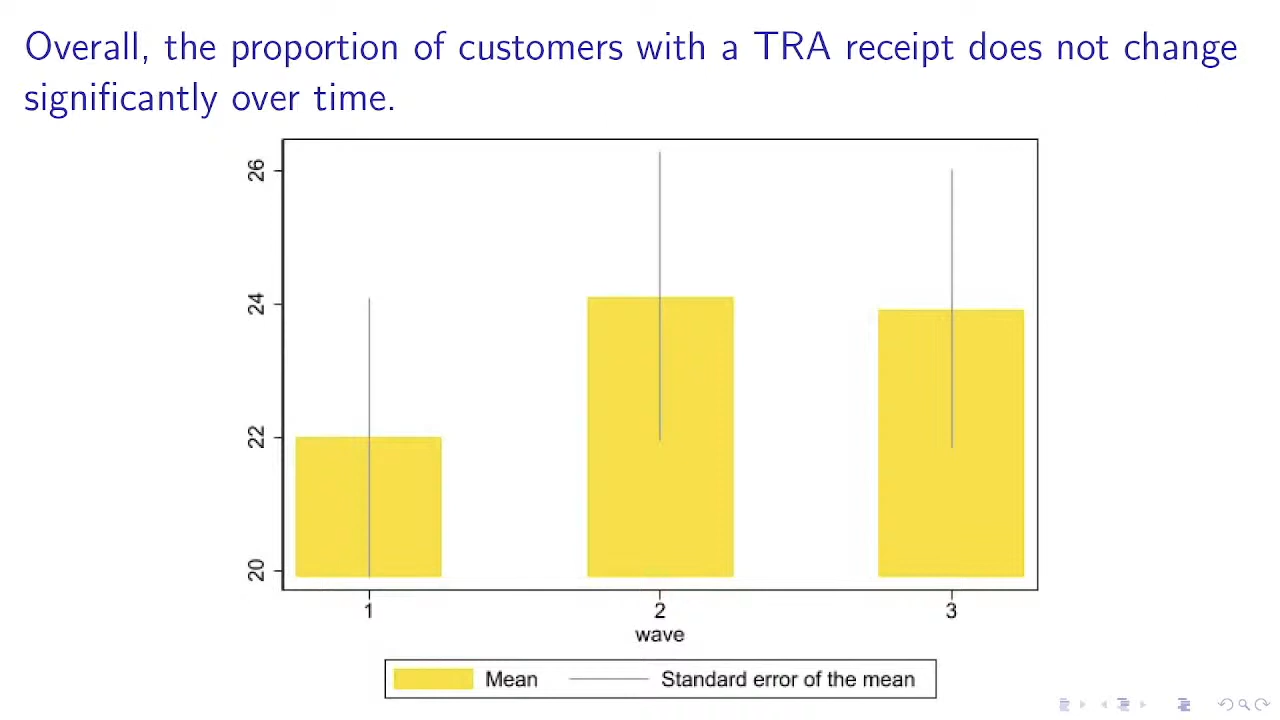 Overall, the proportion of customers with a TRA receipt does not change
significantly over time.
26
24
22
20
1 2 3
wave
Mean Standard error of the mean